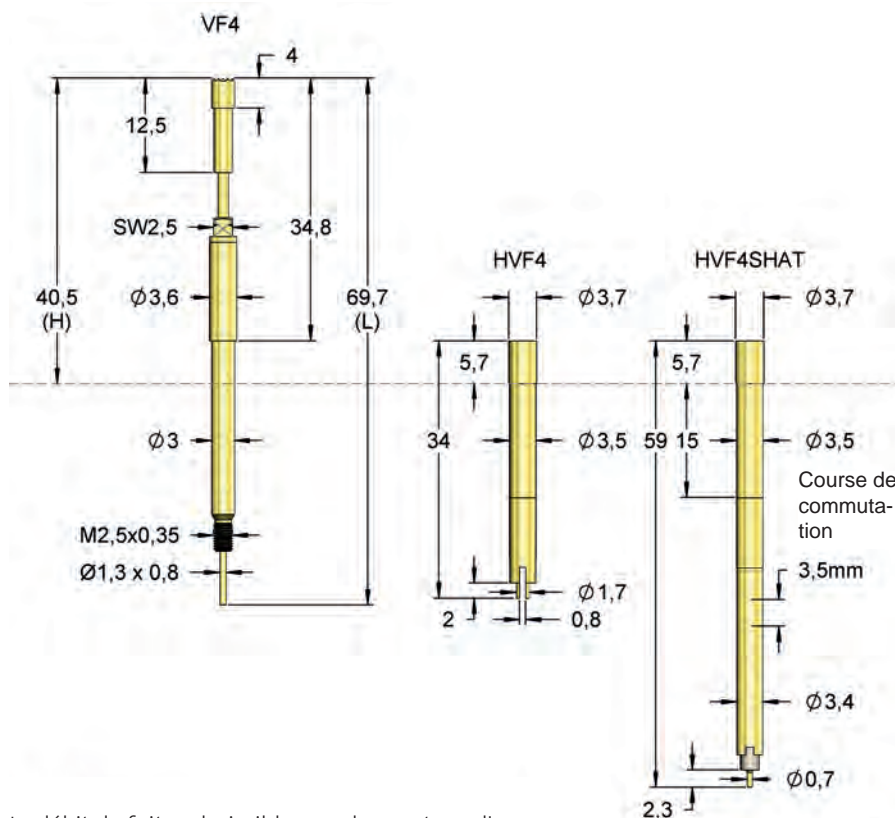 VF4
4
12,5
SW2,5
34,8
40,5
(H)
Ø3,6
69,7
(L)
HVF4
HVF4SHAT
Ø3,7
Ø3,7
5,7
5,7
Ø3
34
Ø3,5
59
15
Ø3,5
Course de
commuta-
tion
M2,5x0,35
3,5mm
Ø1,3 x 0,8
Ø1,7
2
0,8
Ø3,4
Ø0,7
2.3